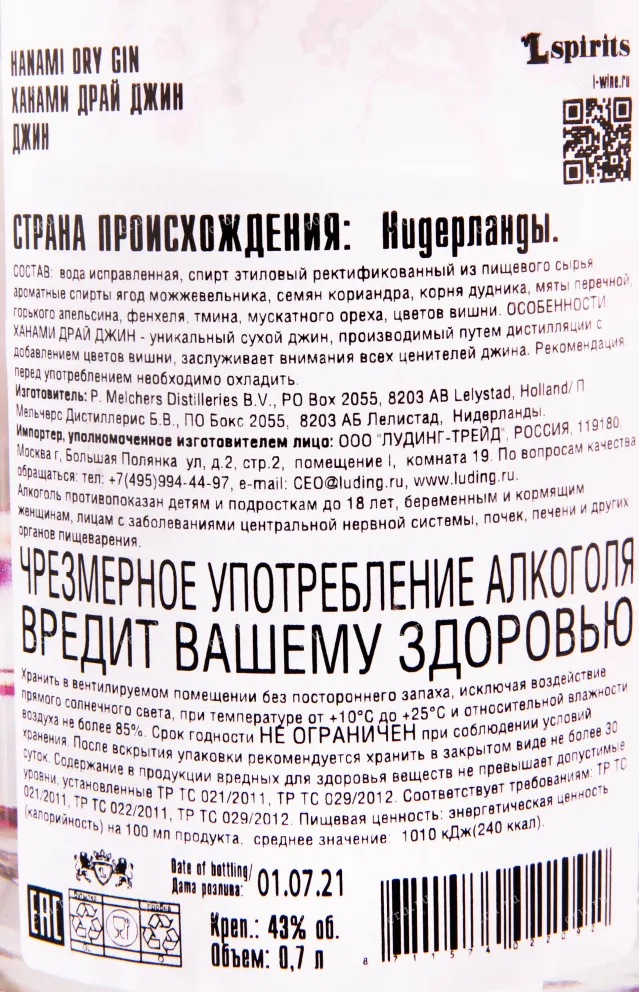 HANAMI DRY GIN
ХАНАМИ ДРАЙ ДЖИН
ДЖИН
Lspirits
l-wine.ru
СТРАНА ПРОИСХОЖДЕНИЯ: Нидерланды.
СОСТАВ: вода исправленная, спирт этиловый ректификованный из пищевого сырья,
ароматные спирты ягод можжевельника, семян кориандра, корня дудника, мяты перечной,
горького апельсина, фенхеля, тмина, мускатного ореха, цветов вишни. ОСОБЕННОСТИ:
ХАНАМИ ДРАЙ ДЖИН - уникальный сухой джин, производимый путем дистилляции с
добавлением цветов вишни, заслуживает внимания всех ценителей джина. Рекомендация:
перед употреблением необходимо охладить.
Изготовитель: P. Melchers Distilleries B.V., PO Box 2055, 8203 AB Lelystad, Holland/ П.
Мельчерс Дистиллерис Б.В., ПО Бокс 2055, 8203 АБ Лелистад, Нидерланды.
Импортер, уполномоченное изготовителем лицо: ООО "ЛУДИНГ-ТРЕЙД", РОССИЯ, 119180,
Москва г, Большая Полянка ул, д.2, стр.2, помещение I, комната 19. По вопросам качества
обращаться: тел: +7(495)994-44-97, e-mail: CEO@luding.ru, www.luding.ru.
Алкоголь противопоказан детям и подросткам до 18 лет, беременным и кормящим
женщинам, лицам с заболеваниями центральной нервной системы, почек, печени и других
органов пищеварения.
ЧРЕЗМЕРНОЕ УПОТРЕБЛЕНИЕ АЛКОГОЛЯ
ВРЕДИТ ВАШЕМУ ЗДОРОВЬЮ
Хранить в вентилируемом помещении без постороннего запаха, исключая воздействие
прямого солнечного света, при температуре от +10°С до +25°С и относительной влажности
воздуха не более 85%. Срок годности НЕ ОГРАНИЧЕН при соблюдении условий
хранения. После вскрытия упаковки рекомендуется хранить в закрытом виде не более 30
суток. Содержание в продукции вредных для здоровья веществ не превышает допустимые
уровни, установленные ТР ТС 021/2011, ТР ТС 029/2012. Соответствует требованиям: ТР ТС
021/2011, ТР ТС 022/2011, ТР ТС 029/2012. Пищевая ценность: энергетическая ценность
(калорийность) на 100 мл продукта, среднее значение: 1010 кДж(240 ккал).
Date of bottling/
Дата розлива: 01.07.21
EAC
Креп.: 43% об.
Объем: 0,7 л
8 711574 022032